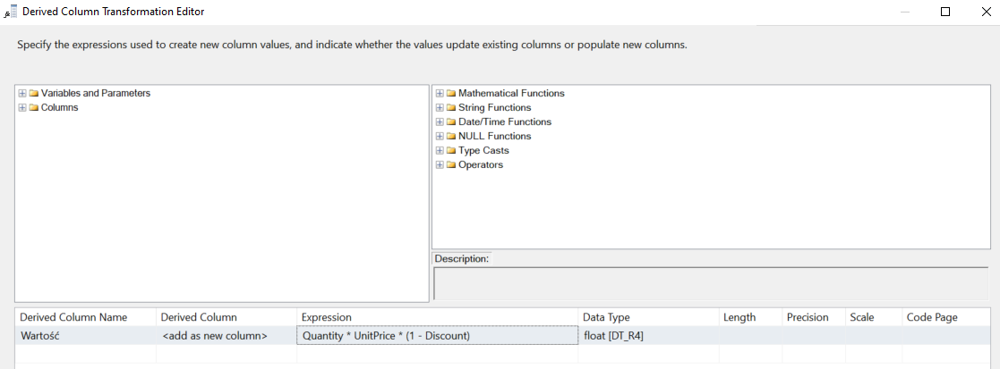 Derived Column Transformation Editor
Specify the expressions used to create new column values, and indicate whether the values update existing columns or populate new columns.
Variables and Parameters
Columns
Mathematical Functions
String Functions
Date/Time Functions
NULL Functions
Type Casts
Operators
Description:
Derived Column Name Derived Column Expression Data Type Length Precision Scale Code Page
Wartość <add as new column> Quantity * UnitPrice * (1 - Discount) float [DT_R4]